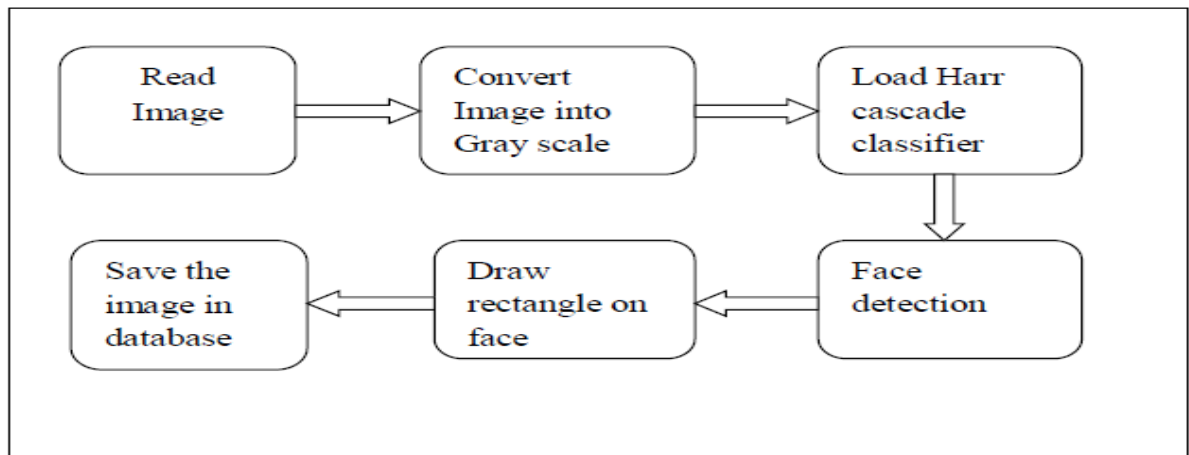 Read
Image
Convert
Image into
Gray scale
Load Harr
cascade
classifier
Face
detection
Draw
rectangle on
face
Save the
image in
database